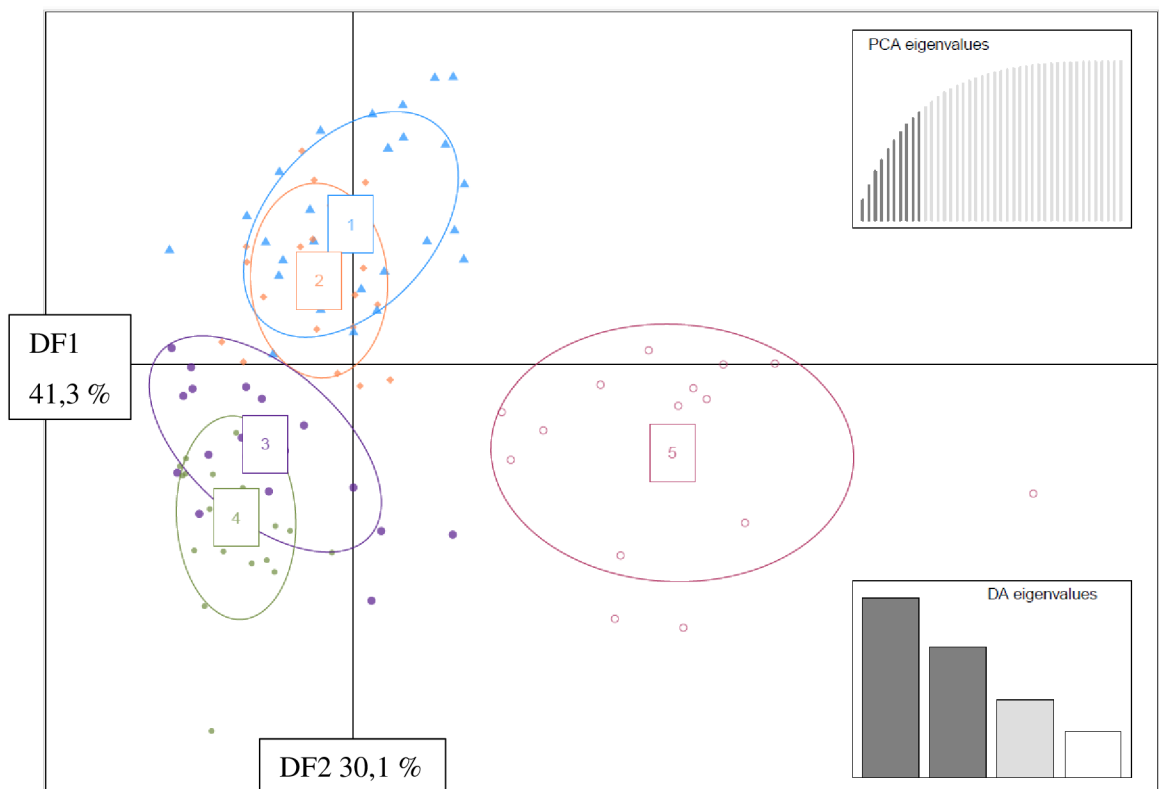 PCA eigenvalues
1
2
DF1
41,3 %
3
5
4
DA eigenvalues
DF2 30,1 %